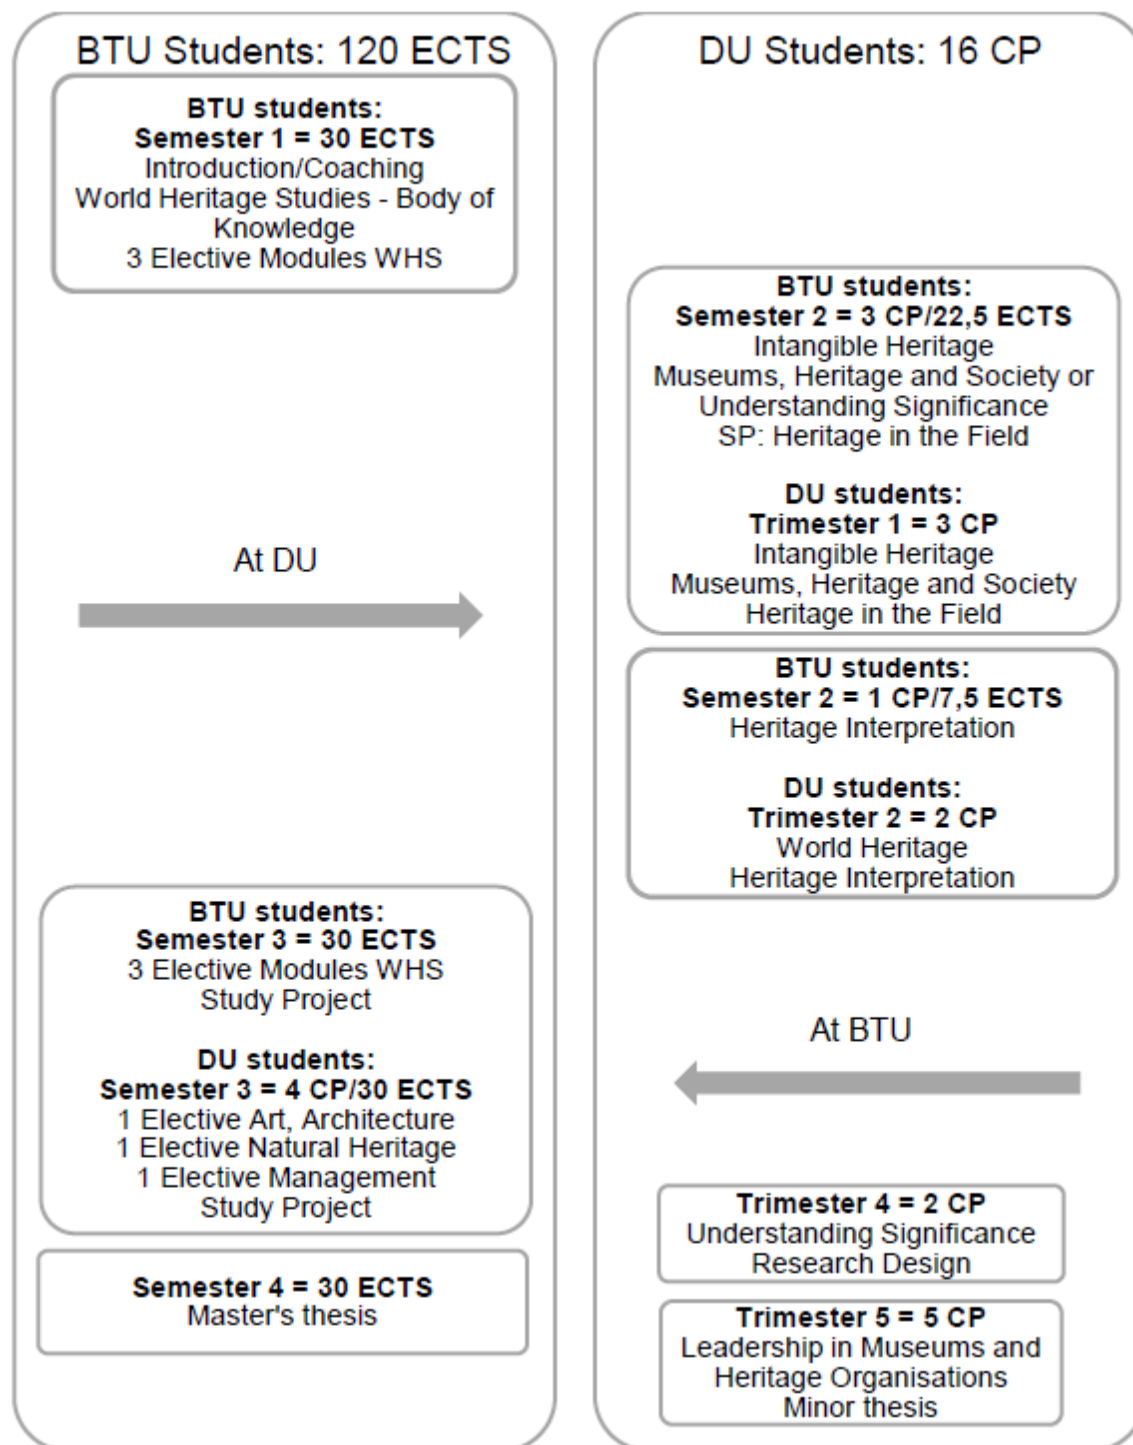 BTU Students: 120 ECTS
BTU students:
Semester 1 = 30 ECTS
Introduction/Coaching
World Heritage Studies - Body of
Knowledge
3 Elective Modules WHS
At DU
BTU students:
Semester 3 = 30 ECTS
3 Elective Modules WHS
Study Project
DU students:
Semester 3 = 4 CP/30 ECTS
1 Elective Art, Architecture
1 Elective Natural Heritage
1 Elective Management
Study Project
Semester 4 = 30 ECTS
Master's thesis
DU Students: 16 CP
BTU students:
Semester 2 = 3 CP/22,5 ECTS
Intangible Heritage
Museums, Heritage and Society or
Understanding Significance
SP: Heritage in the Field
DU students:
Trimester 1 = 3 CP
Intangible Heritage
Museums, Heritage and Society
Heritage in the Field
BTU students:
Semester 2 = 1 CP/7,5 ECTS
Heritage Interpretation
DU students:
Trimester 2 = 2 CP
World Heritage
Heritage Interpretation
At BTU
Trimester 4 = 2 CP
Understanding Significance
Research Design
Trimester 5 = 5 CP
Leadership in Museums and
Heritage Organisations
Minor thesis